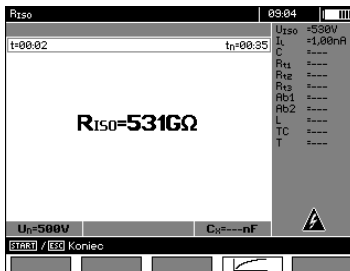 RISO 09:04
t=00:02 tn=00:35
UISO =530V
IL =1,00nA
C =---
Rt1 =---
Rt2 =---
Rt3 =---
Ab1 =---
Ab2 =---
L =---
TC =---
T =---
RISO=531GΩ
Un=500V CX=---nF
START / ESC Koniec